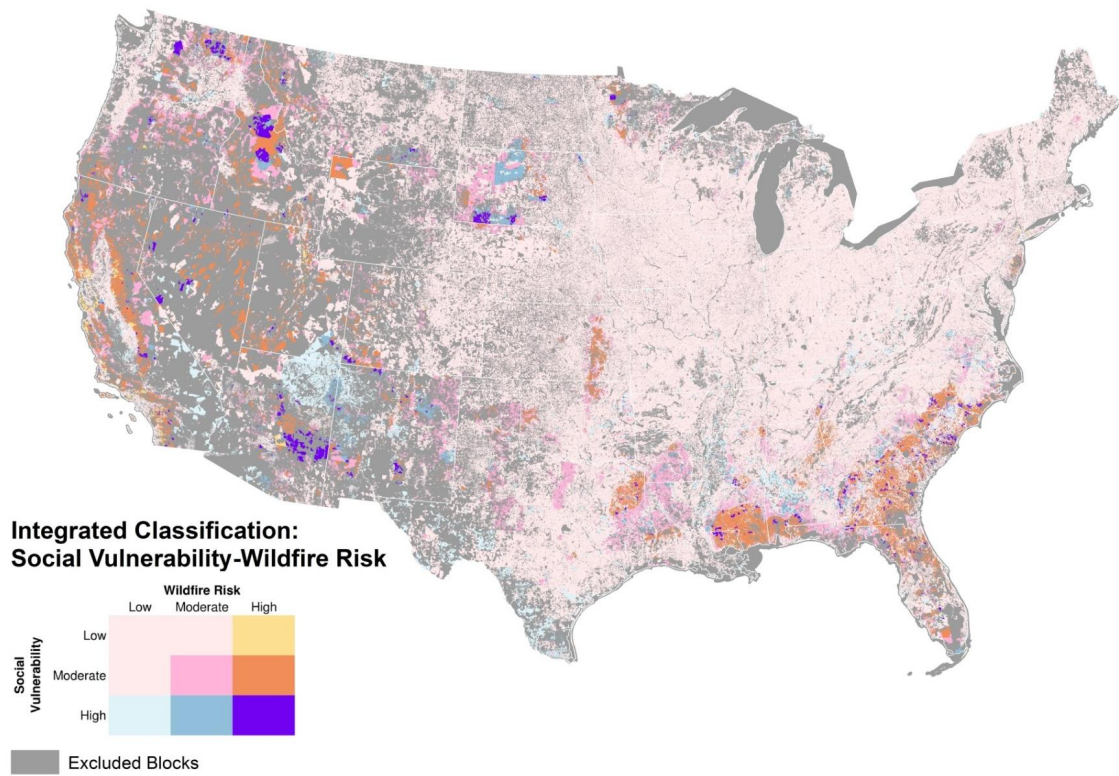 Integrated Classification:
Social Vulnerability-Wildfire Risk
Wildfire Risk
Low Moderate High
Social
Vulnerability
Low
Moderate
High
Excluded Blocks